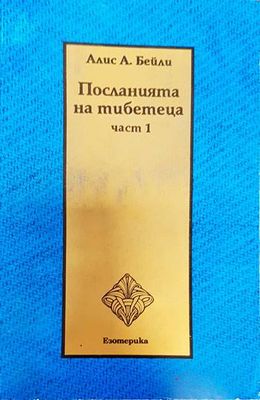 Алис А. Бейли
Посланията
на тибетеца
част 1
Езотерика